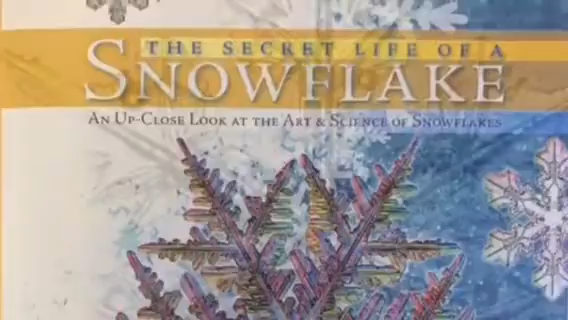 THE SECRET LIFE OF A
SNOWFLAKE
AN UP-CLOSE LOOK AT THE ART & SCIENCE OF SNOWFLAKES